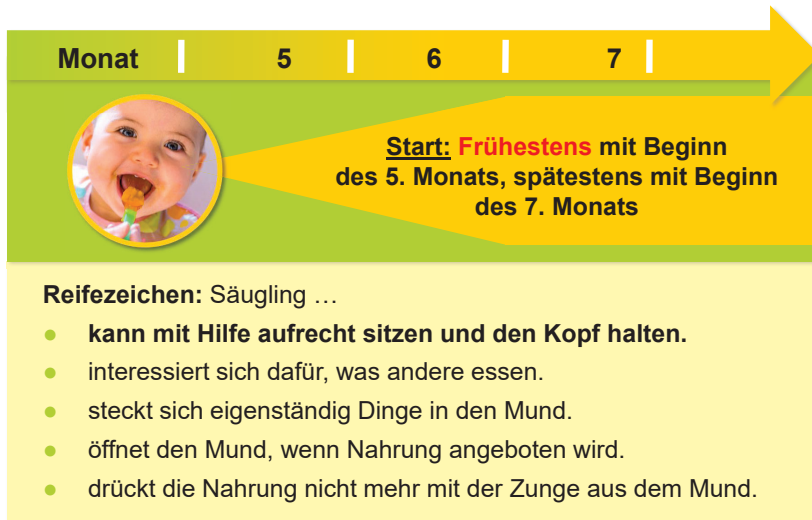 Monat 5 6 7
Start: Frühestens mit Beginn
des 5. Monats, spätestens mit Beginn
des 7. Monats
Reifezeichen: Säugling …
● kann mit Hilfe aufrecht sitzen und den Kopf halten.
● interessiert sich dafür, was andere essen.
● steckt sich eigenständig Dinge in den Mund.
● öffnet den Mund, wenn Nahrung angeboten wird.
● drückt die Nahrung nicht mehr mit der Zunge aus dem Mund.